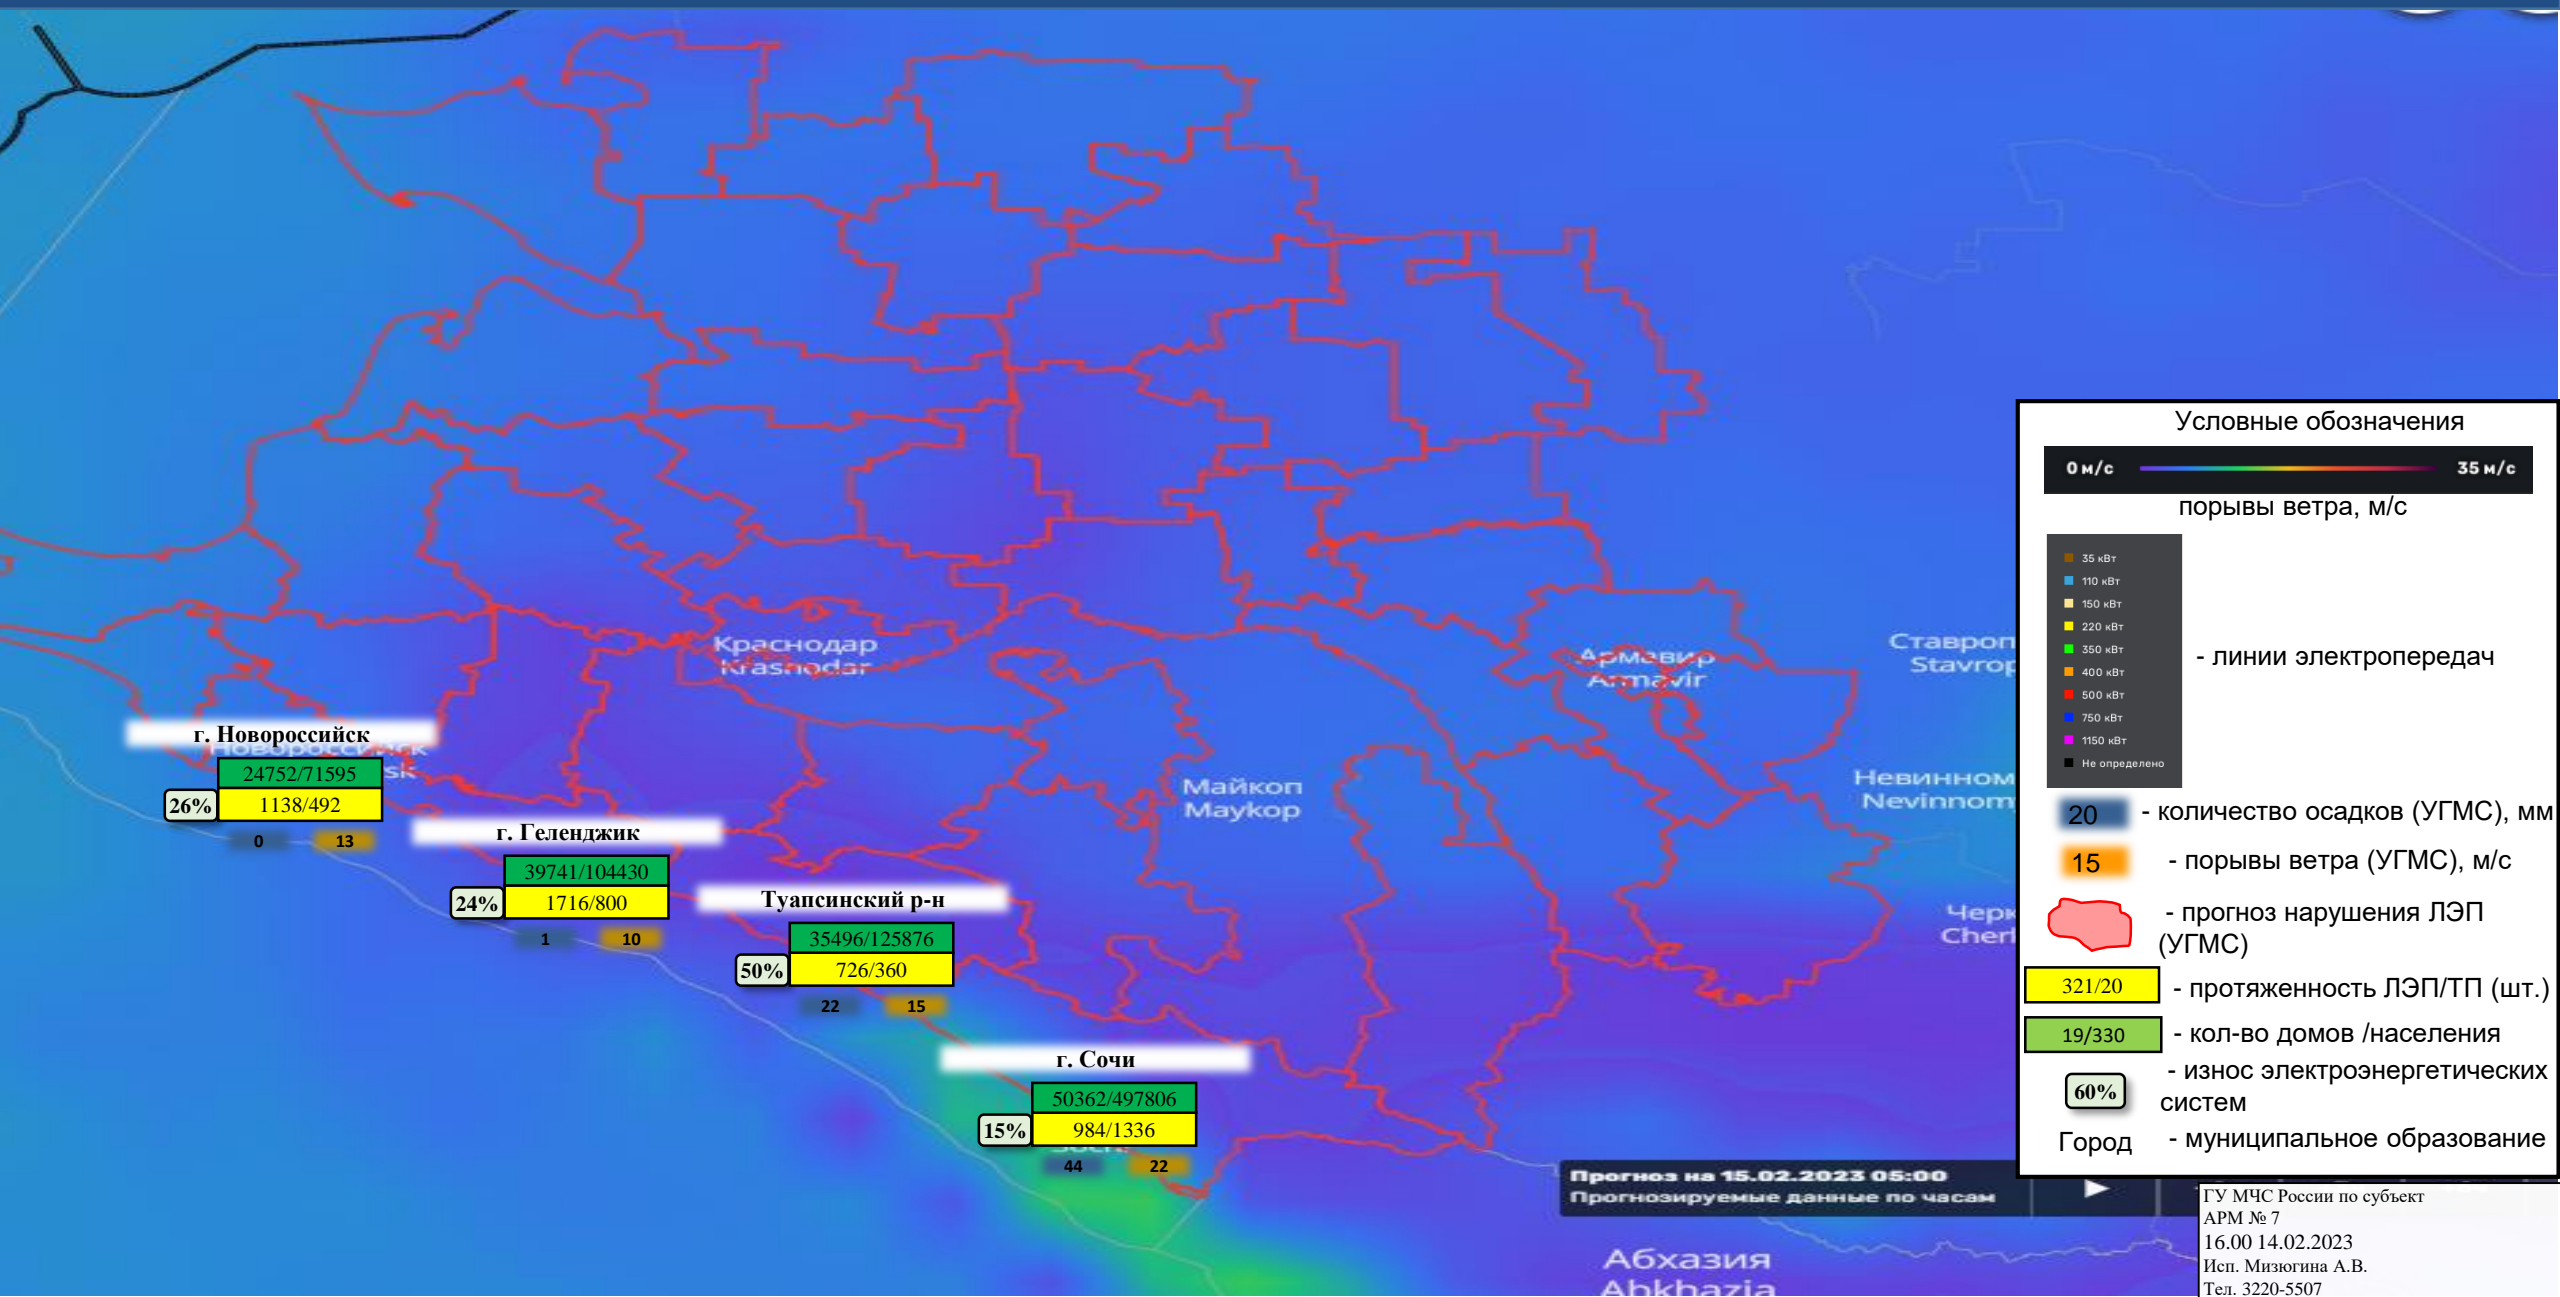 Краснодар
Krasnodar
Армавир
Armavir
Ставроп
Stavrop
Майкоп
Maykop
Невинном
Nevinnom
Черк
Cherl
Абхазия
Abkhazia
г. Новороссийск
Новороссийск
sk
24752/71595
26%
1138/492
0
13
г. Геленджик
39741/104430
24%
1716/800
1
10
Туапсинский р-н
35496/125876
50%
726/360
22
15
г. Сочи
50362/497806
15%
984/1336
44
22
Условные обозначения
0 м/с
35 м/с
порывы ветра, м/с
35 кВт
110 кВт
150 кВт
220 кВт
350 кВт
400 кВт
500 кВт
750 кВт
1150 кВт
Не определено
- линии электропередач
20 - количество осадков (УГМС), мм
15 - порывы ветра (УГМС), м/с
- прогноз нарушения ЛЭП
(УГМС)
321/20 - протяженность ЛЭП/ТП (шт.)
19/330 - кол-во домов /населения
60% - износ электроэнергетических
систем
Город - муниципальное образование
Прогноз на 15.02.2023 05:00
Прогнозируемые данные по часам
ГУ МЧС России по субъект
АРМ № 7
16.00 14.02.2023
Исп. Мизюгина А.В.
Тел. 3220-5507